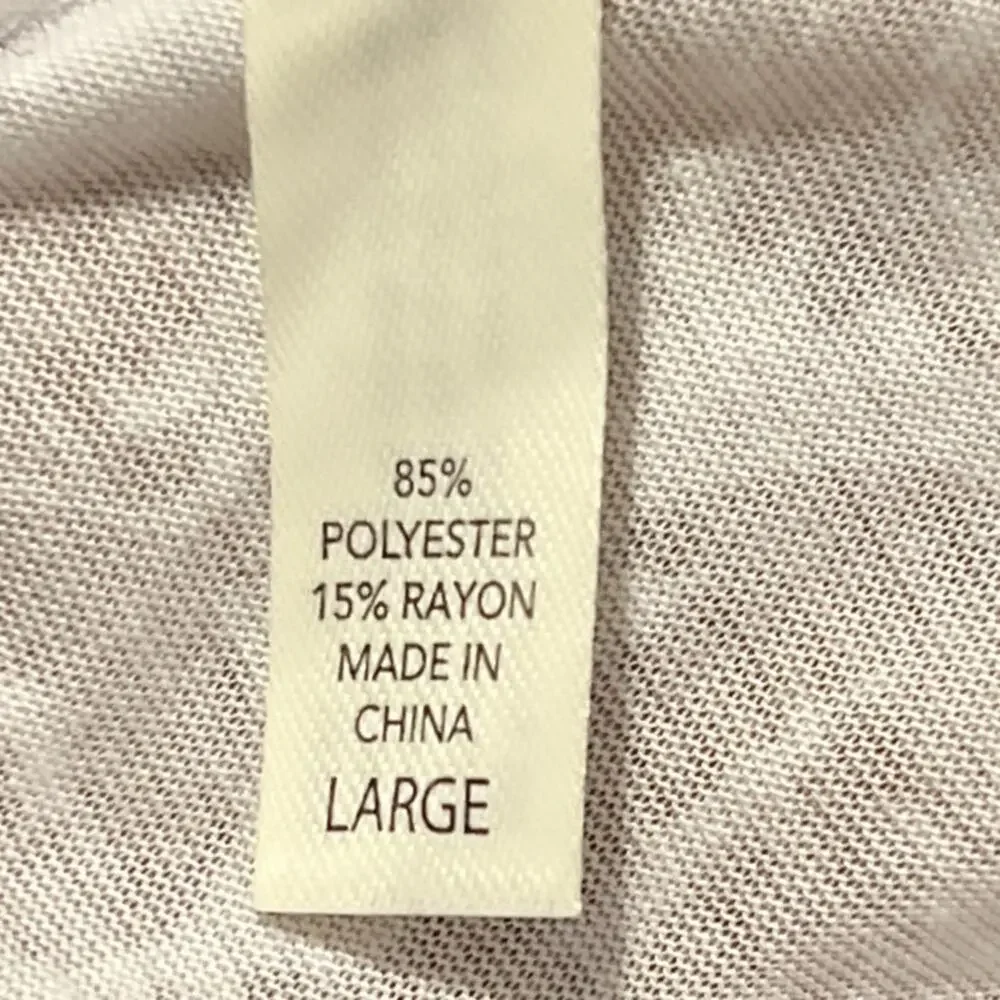 85%
POLYESTER
15% RAYON
MADE IN
CHINA
LARGE